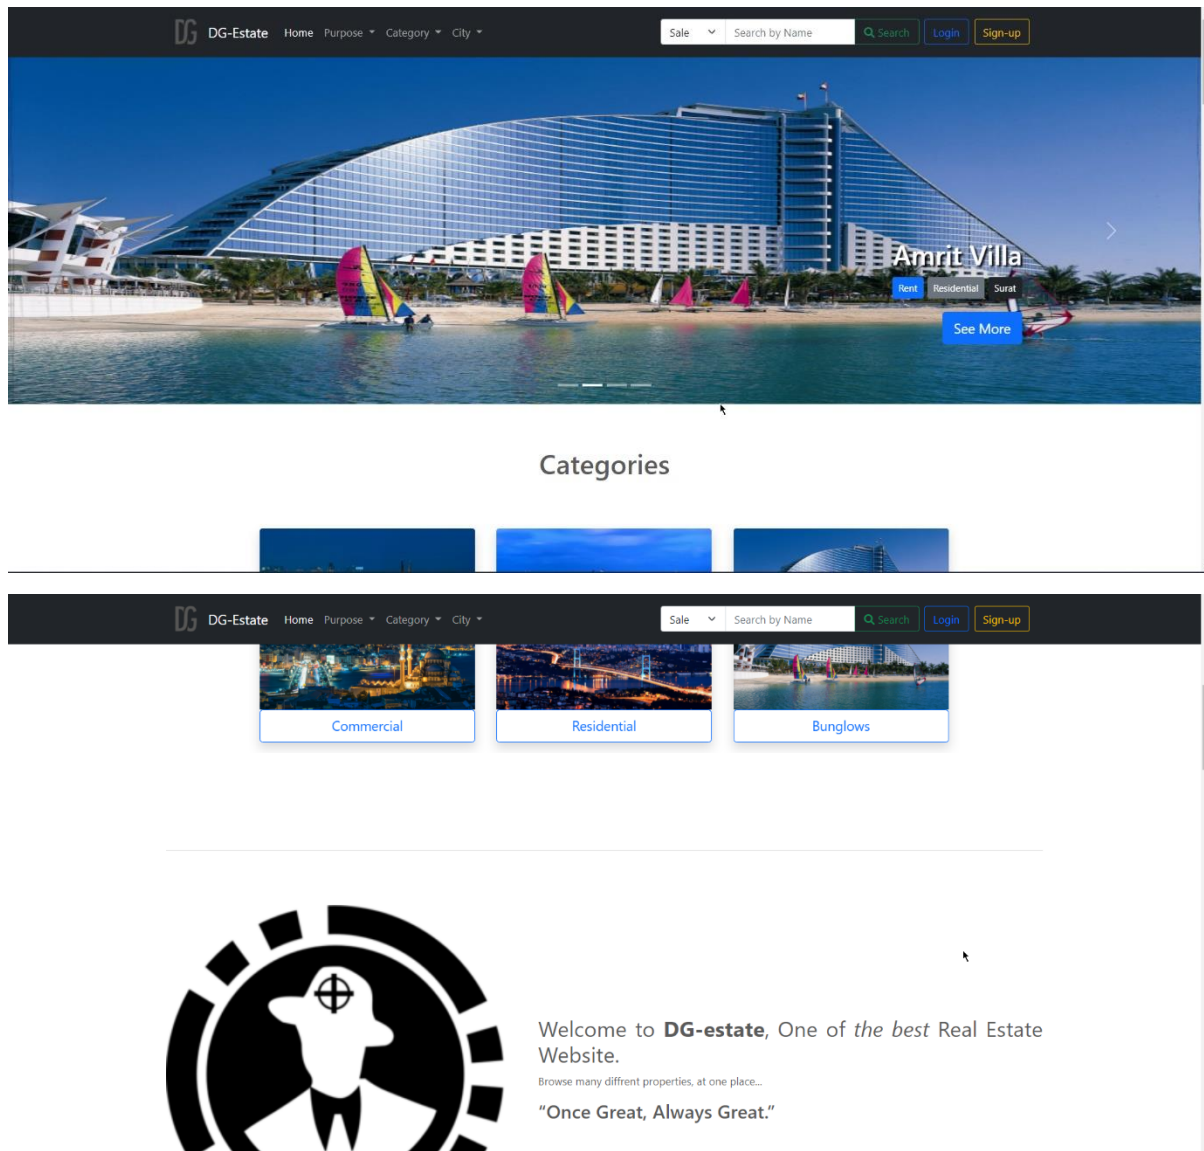 DG DG-Estate Home Purpose Category City Sale Search by Name Search Login Sign-up
Amrit Villa
Rent Residential Surat
See More
Categories
DG DG-Estate Home Purpose Category City Sale Search by Name Search Login Sign-up
Commercial Residential Bunglows
Welcome to DG-estate, One of the best Real Estate
Website.
Browse many diffrent properties, at one place...
“Once Great, Always Great.”